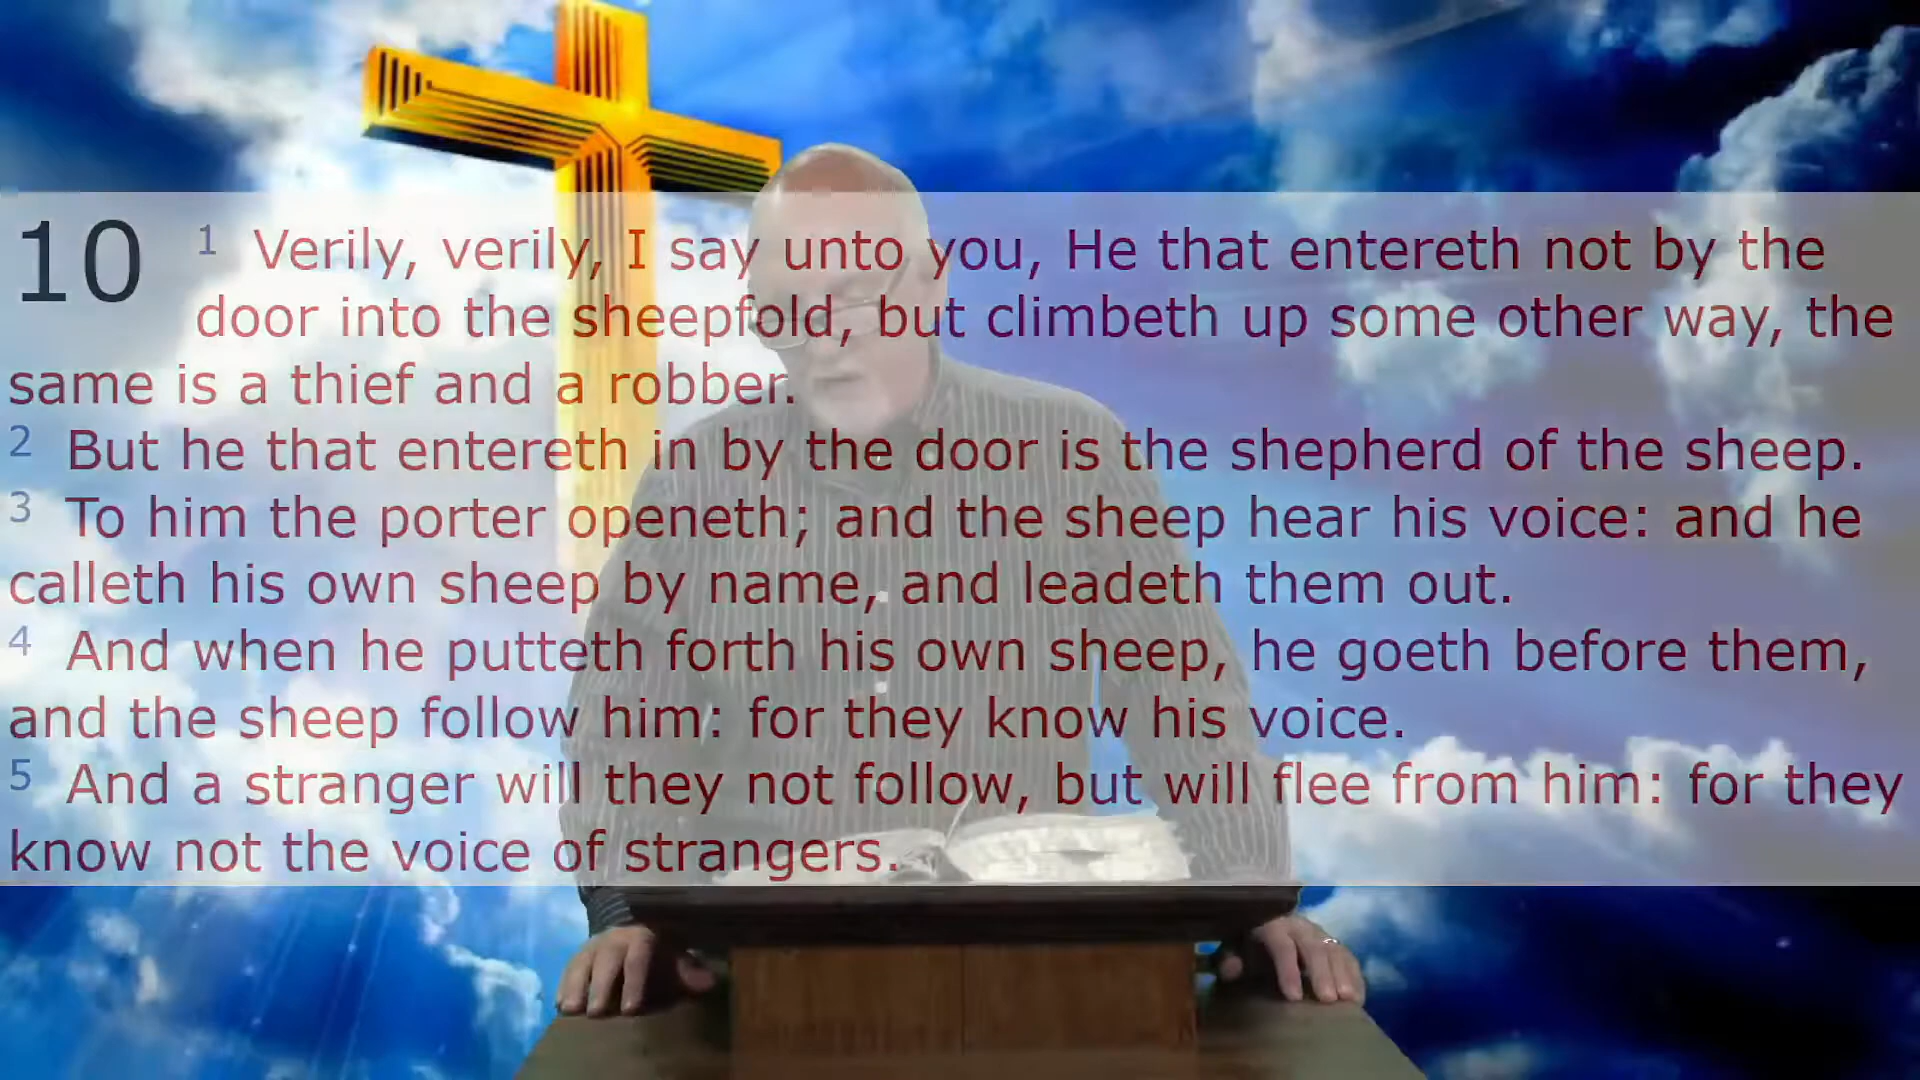 10 1 Verily, verily, I say unto you, He that entereth not by the
door into the sheepfold, but climbeth up some other way, the
same is a thief and a robber.
2 But he that entereth in by the door is the shepherd of the sheep.
3 To him the porter openeth; and the sheep hear his voice: and he
calleth his own sheep by name, and leadeth them out.
4 And when he putteth forth his own sheep, he goeth before them,
and the sheep follow him: for they know his voice.
5 And a stranger will they not follow, but will flee from him: for they
know not the voice of strangers.